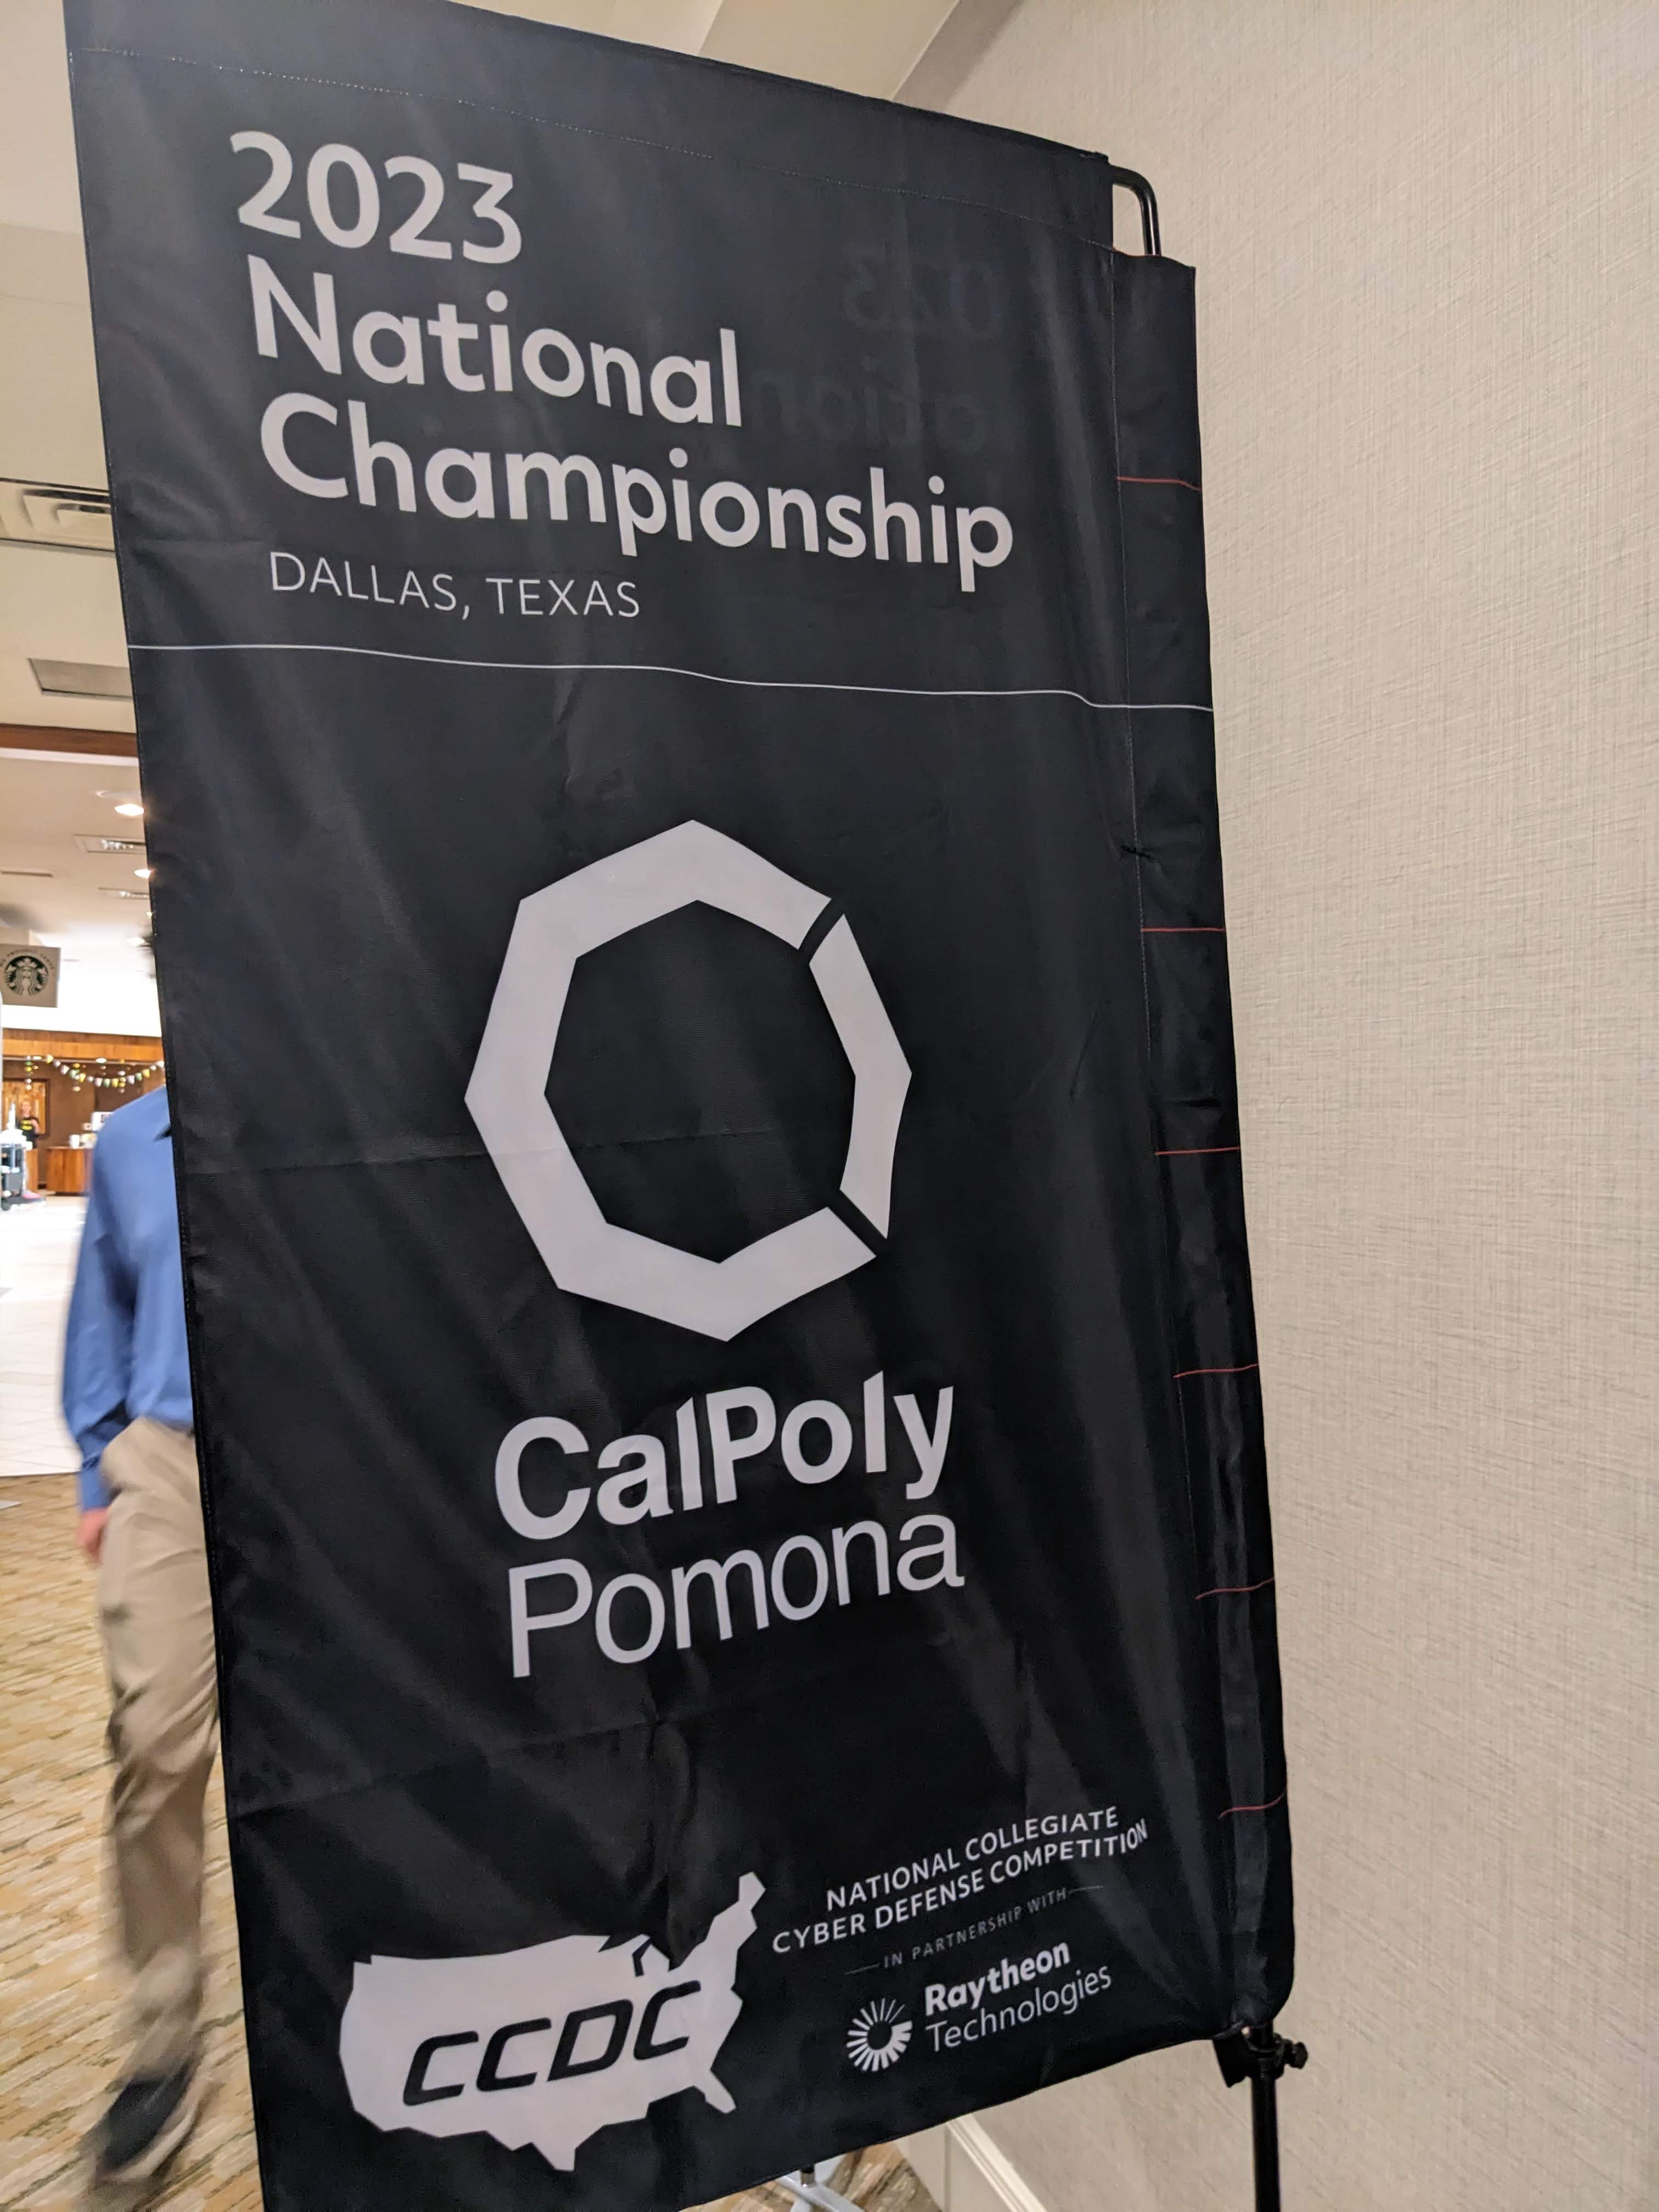 2023
National
Championship
DALLAS, TEXAS
CalPoly
Pomona
NATIONAL COLLEGIATE
CYBER DEFENSE COMPETITION
IN PARTNERSHIP WITH
Raytheon
Technologies
CCDC